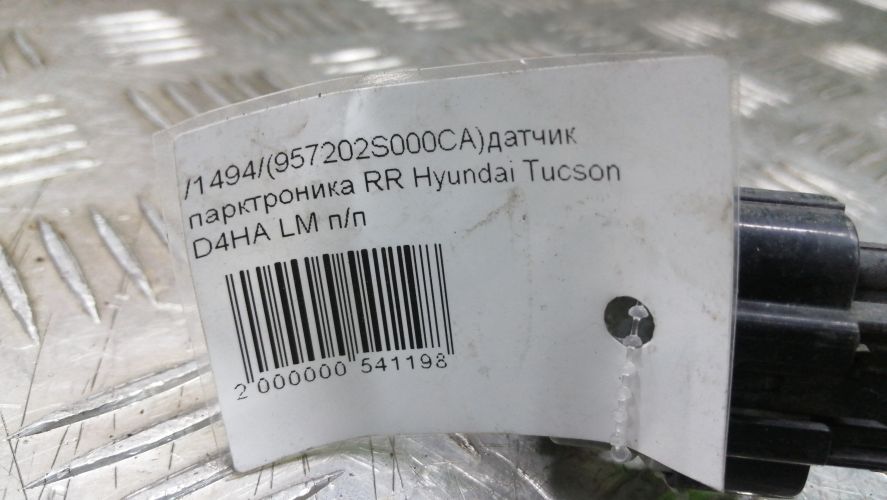 /1494/(957202S000CA)датчик
парктроника RR Hyundai Tucson
D4HA LM п/п
2 000000 541198